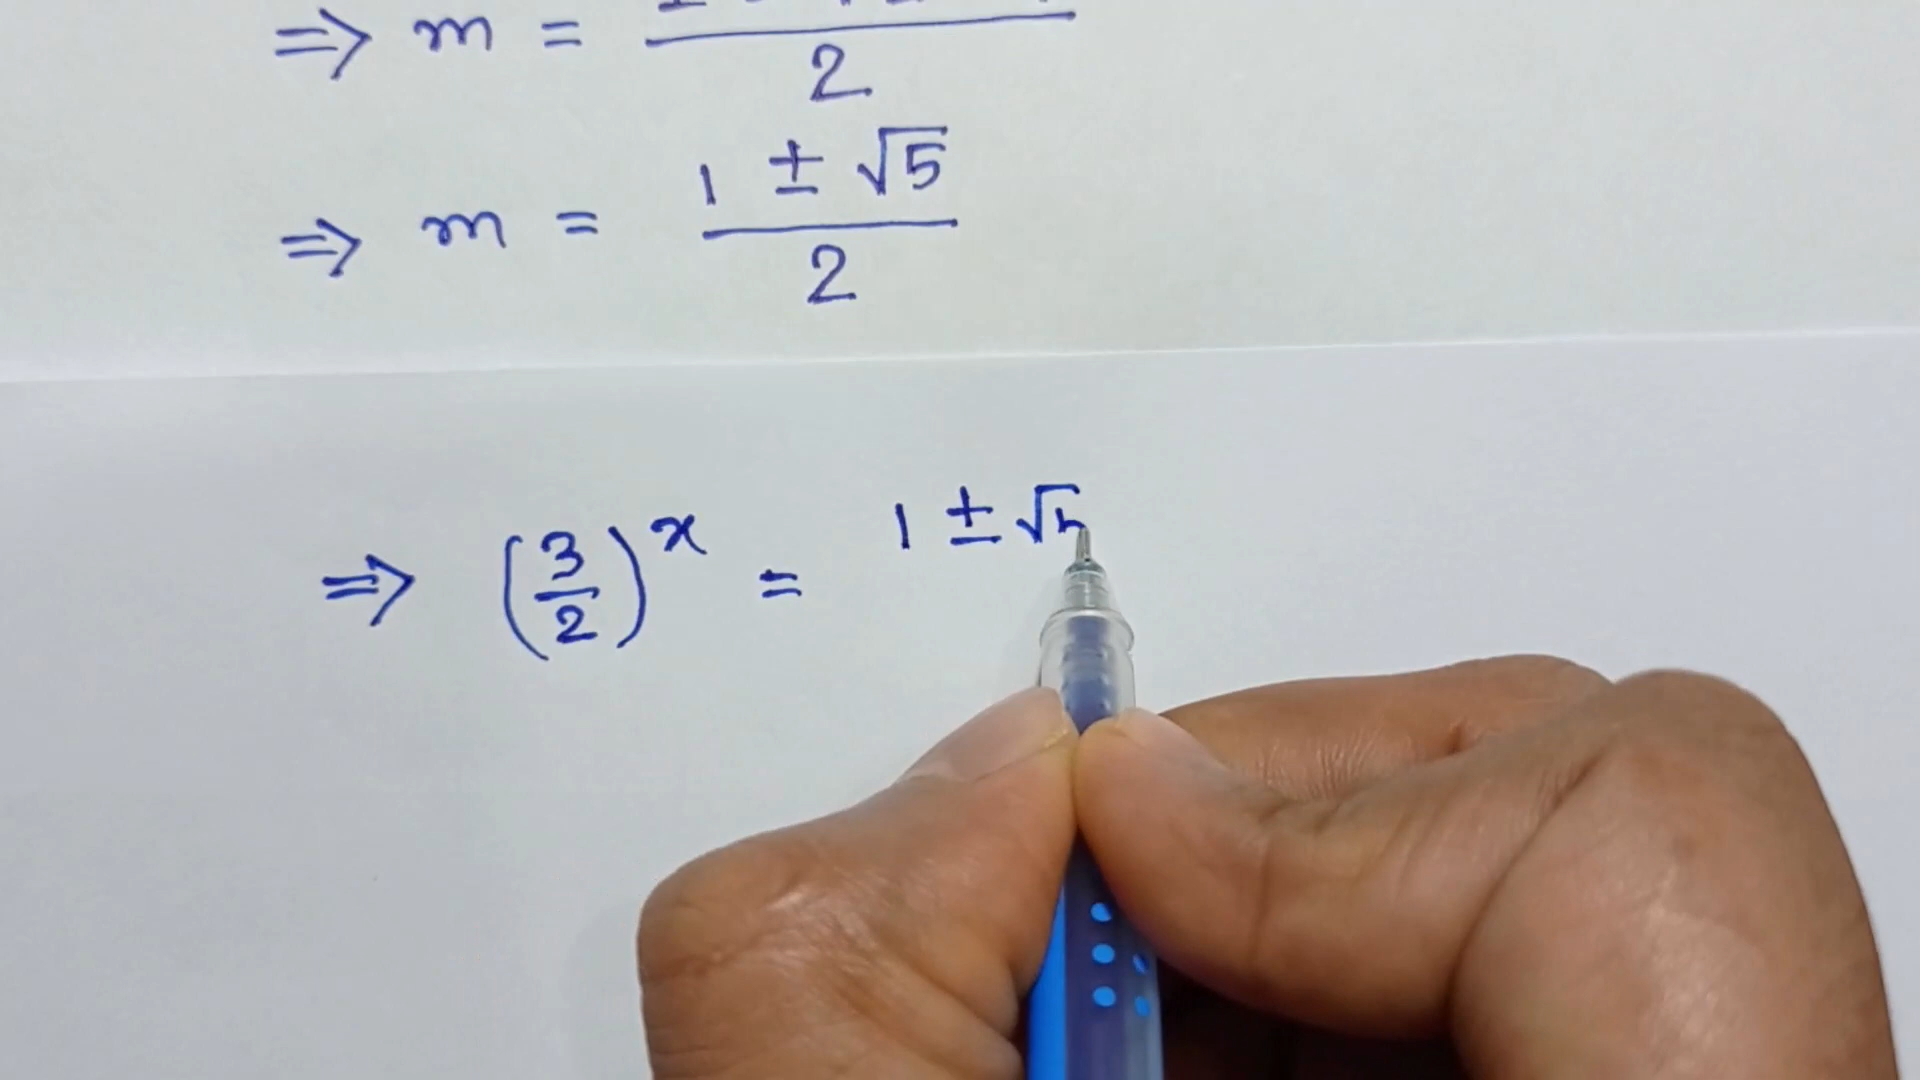 ⇒ m = / 2
⇒ m = (1 ± √5) / 2
⇒ (3/2)^x = 1 ± √